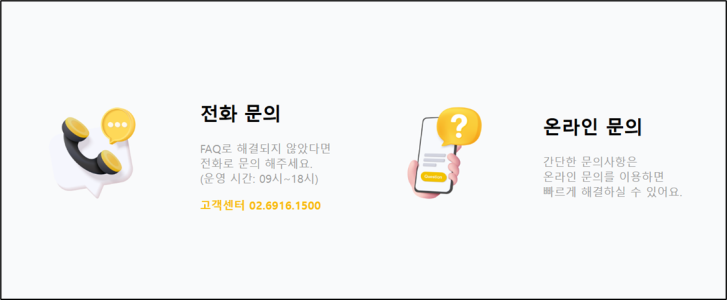 전화 문의
FAQ로 해결되지 않았다면
전화로 문의 해주세요.
(운영 시간: 09시~18시)
고객센터 02.6916.1500
?
온라인 문의
간단한 문의사항은
온라인 문의를 이용하면
빠르게 해결하실 수 있어요.